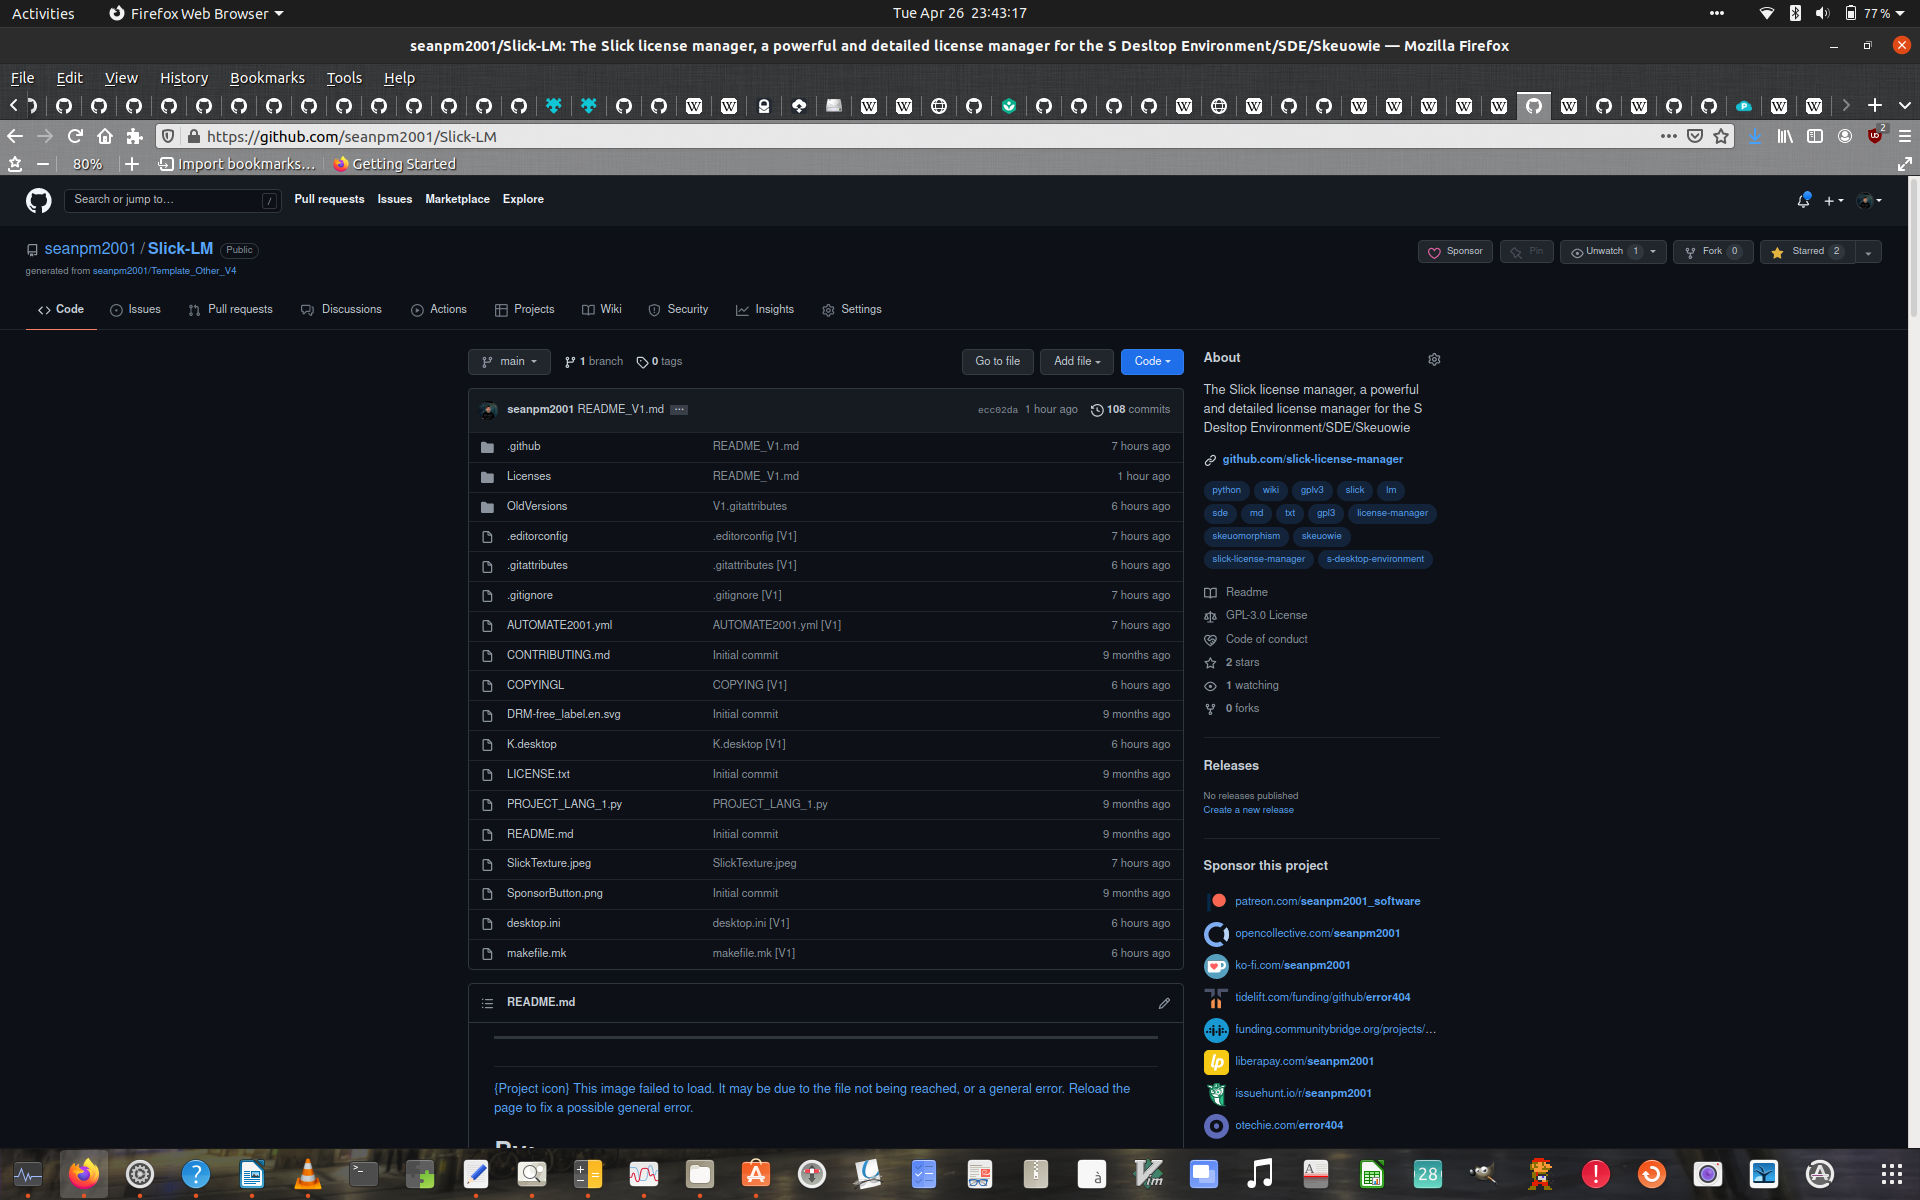 Activities
Firefox Web Browser
Tue Apr 26 23:43:17
77 %
seanpm2001/Slick-LM: The Slick license manager, a powerful and detailed license manager for the S Desltop Environment/SDE/Skeuowie — Mozilla Firefox
File Edit View History Bookmarks Tools Help
https://github.com/seanpm2001/Slick-LM
2
80%
Import bookmarks...
Getting Started
Search or jump to...
/
Pull requests Issues Marketplace Explore
seanpm2001 / Slick-LM Public
generated from seanpm2001/Template_Other_V4
Sponsor
Pin
Unwatch 1
Fork 0
Starred 2
Code
Issues
Pull requests
Discussions
Actions
Projects
Wiki
Security
Insights
Settings
main
1 branch
0 tags
Go to file
Add file
Code
seanpm2001 README_V1.md ... ecc02da 1 hour ago 108 commits
.github README_V1.md 7 hours ago
Licenses README_V1.md 1 hour ago
OldVersions V1.gitattributes 6 hours ago
.editorconfig .editorconfig [V1] 7 hours ago
.gitattributes .gitattributes [V1] 6 hours ago
.gitignore .gitignore [V1] 7 hours ago
AUTOMATE2001.yml AUTOMATE2001.yml [V1] 7 hours ago
CONTRIBUTING.md Initial commit 9 months ago
COPYINGL COPYING [V1] 6 hours ago
DRM-free_label.en.svg Initial commit 9 months ago
K.desktop K.desktop [V1] 6 hours ago
LICENSE.txt Initial commit 9 months ago
PROJECT_LANG_1.py PROJECT_LANG_1.py 9 months ago
README.md Initial commit 9 months ago
SlickTexture.jpeg SlickTexture.jpeg 7 hours ago
SponsorButton.png Initial commit 9 months ago
desktop.ini desktop.ini [V1] 6 hours ago
makefile.mk makefile.mk [V1] 6 hours ago
README.md
{Project icon} This image failed to load. It may be due to the file not being reached, or a general error. Reload the
page to fix a possible general error.
About
The Slick license manager, a powerful
and detailed license manager for the S
Desltop Environment/SDE/Skeuowie
github.com/slick-license-manager
python wiki gplv3 slick lm
sde md txt gpl3 license-manager
skeuomorphism skeuowie
slick-license-manager s-desktop-environment
Readme
GPL-3.0 License
Code of conduct
2 stars
1 watching
0 forks
Releases
No releases published
Create a new release
Sponsor this project
patreon.com/seanpm2001_software
opencollective.com/seanpm2001
ko-fi.com/seanpm2001
tidelift.com/funding/github/error404
funding.communitybridge.org/projects/...
liberapay.com/seanpm2001
issuehunt.io/r/seanpm2001
otechie.com/error404
28